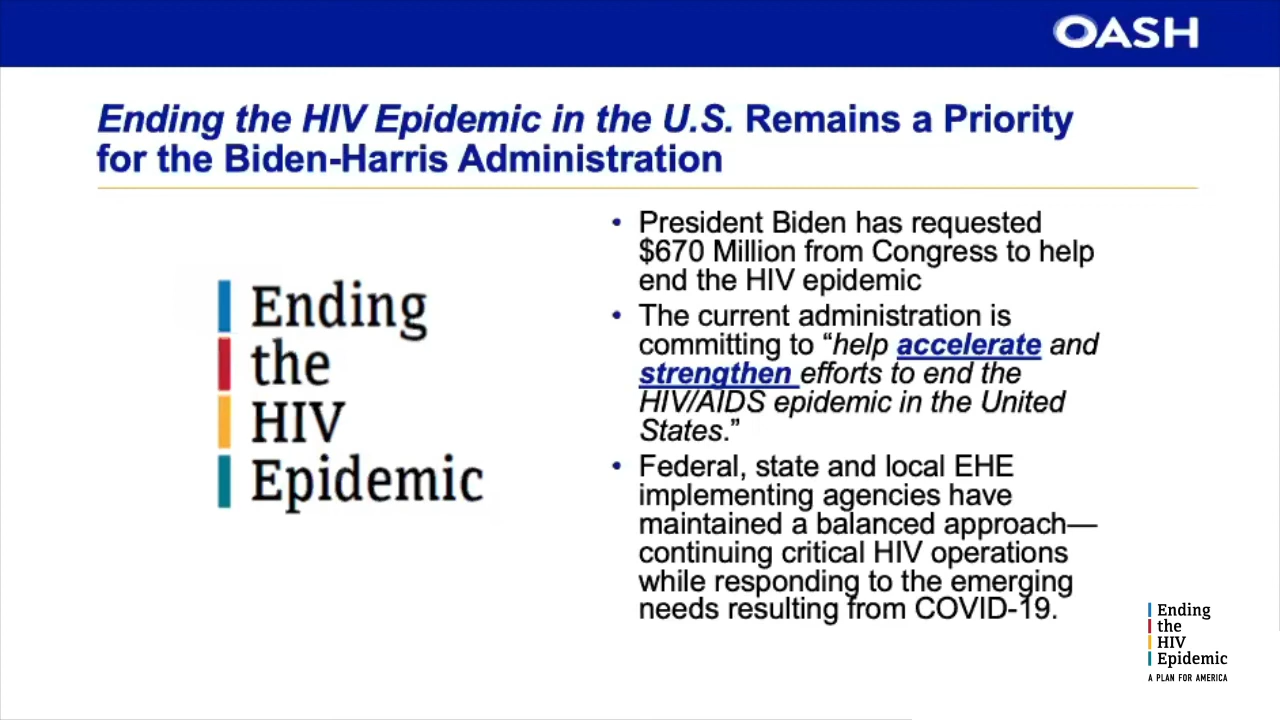 OASH
Ending the HIV Epidemic in the U.S. Remains a Priority
for the Biden-Harris Administration
Ending
the
HIV
Epidemic
• President Biden has requested
$670 Million from Congress to help
end the HIV epidemic
• The current administration is
committing to “help accelerate and
strengthen efforts to end the
HIV/AIDS epidemic in the United
States.”
• Federal, state and local EHE
implementing agencies have
maintained a balanced approach—
continuing critical HIV operations
while responding to the emerging
needs resulting from COVID-19.
Ending
the
HIV
Epidemic
A PLAN FOR AMERICA